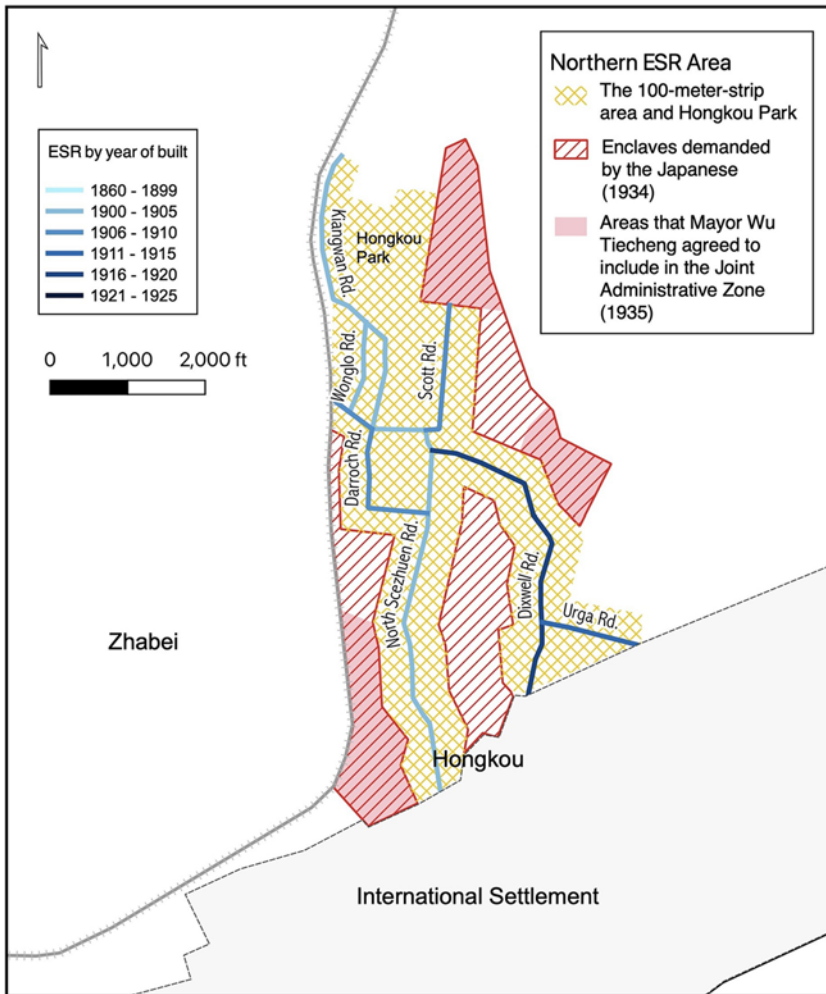 Northern ESR Area
The 100-meter-strip
area and Hongkou Park
Enclaves demanded
by the Japanese
(1934)
Areas that Mayor Wu
Tiecheng agreed to
include in the Joint
Administrative Zone
(1935)
ESR by year of built
1860 - 1899
1900 - 1905
1906 - 1910
1911 - 1915
1916 - 1920
1921 - 1925
0 1,000 2,000 ft
Kiangwan Rd.
Hongkou
Park
Wonglo Rd.
Scott Rd.
Darroch Rd.
North Scezhuen Rd.
Dixwell Rd.
Urga Rd.
Zhabei
Hongkou
International Settlement